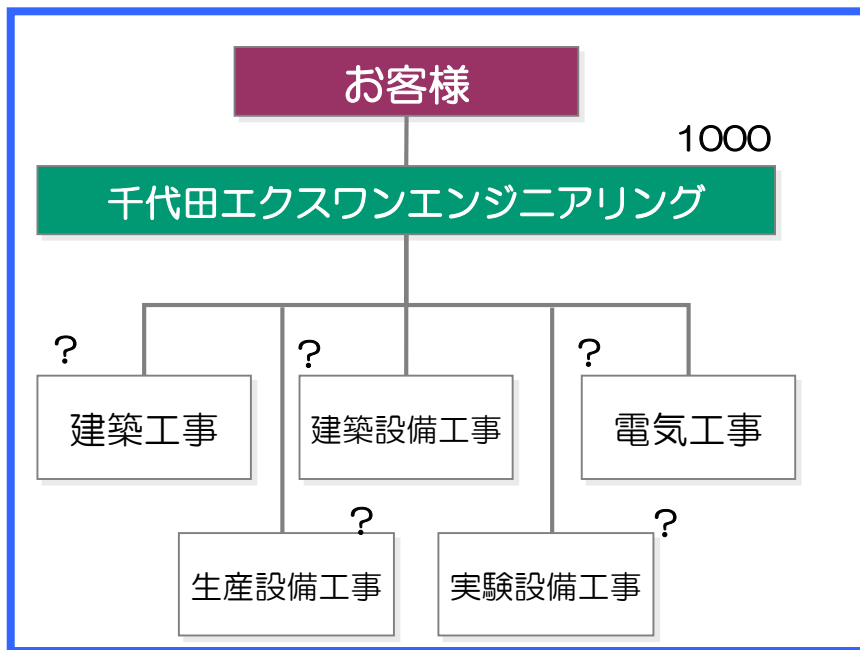 お客様
1000
千代田エクスワンエンジニアリング
?
?
?
建築工事
建築設備工事
電気工事
?
?
生産設備工事
実験設備工事